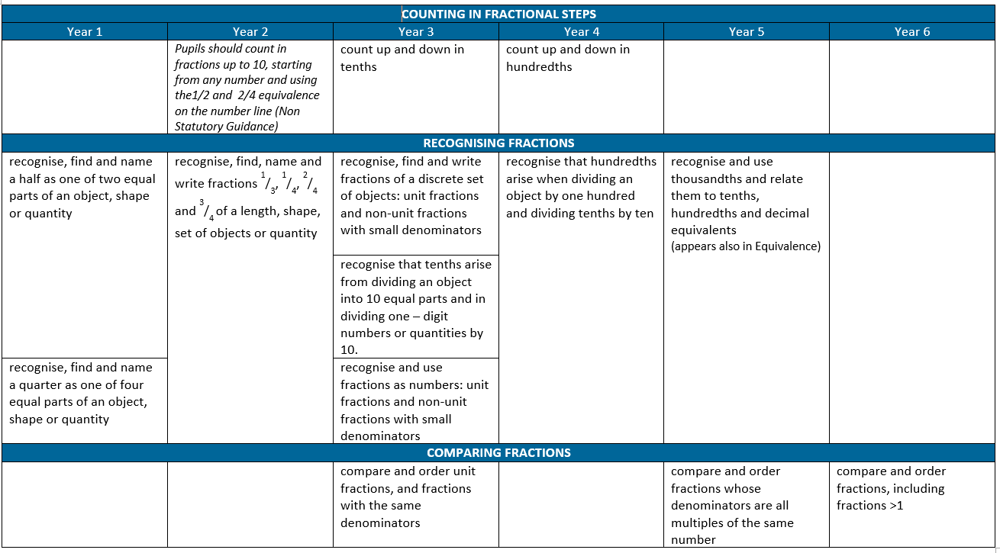 COUNTING IN FRACTIONAL STEPS
Year 1
Year 2
Year 3
Year 4
Year 5
Year 6
Pupils should count in
fractions up to 10, starting
from any number and using
the1/2 and 2/4 equivalence
on the number line (Non
Statutory Guidance)
count up and down in
tenths
count up and down in
hundredths
RECOGNISING FRACTIONS
recognise, find and name
a half as one of two equal
parts of an object, shape
or quantity
recognise, find and name
a quarter as one of four
equal parts of an object,
shape or quantity
recognise, find, name and
write fractions 1/3, 1/4, 2/4
and 3/4 of a length, shape,
set of objects or quantity
recognise, find and write
fractions of a discrete set
of objects: unit fractions
and non-unit fractions
with small denominators
recognise that tenths arise
from dividing an object
into 10 equal parts and in
dividing one – digit
numbers or quantities by
10.
recognise and use
fractions as numbers: unit
fractions and non-unit
fractions with small
denominators
recognise that hundredths
arise when dividing an
object by one hundred
and dividing tenths by ten
recognise and use
thousandths and relate
them to tenths,
hundredths and decimal
equivalents
(appears also in Equivalence)
COMPARING FRACTIONS
compare and order unit
fractions, and fractions
with the same
denominators
compare and order
fractions whose
denominators are all
multiples of the same
number
compare and order
fractions, including
fractions >1